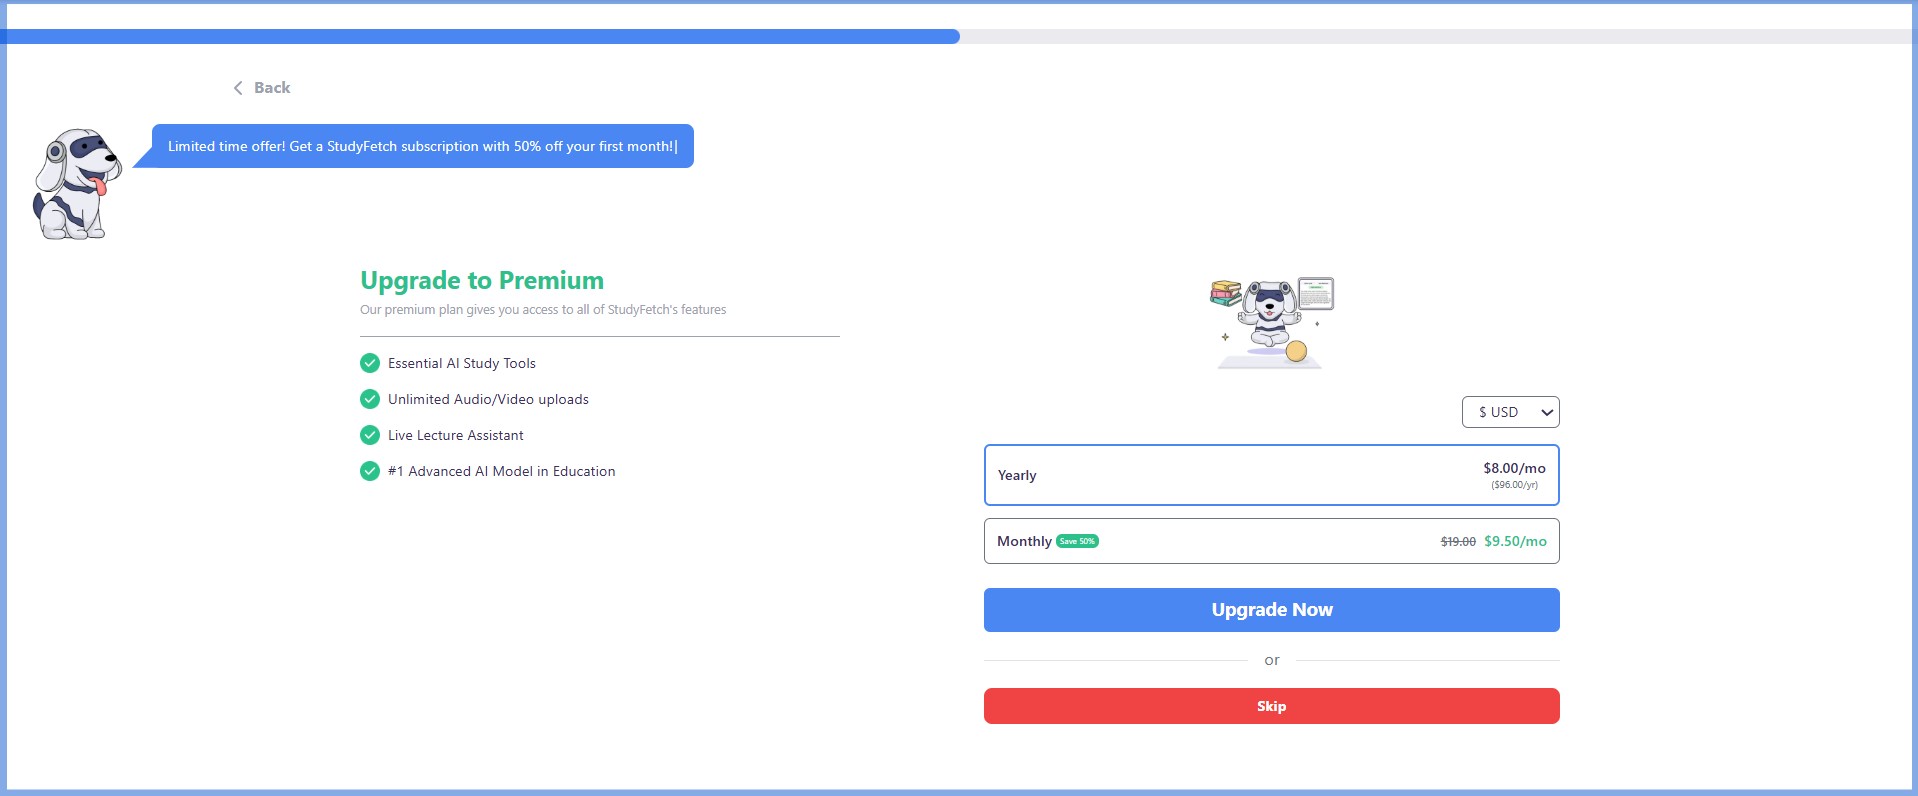 Back
Limited time offer! Get a StudyFetch subscription with 50% off your first month!|
Upgrade to Premium
Our premium plan gives you access to all of StudyFetch's features
Essential AI Study Tools
Unlimited Audio/Video uploads
Live Lecture Assistant
#1 Advanced AI Model in Education
$ USD
Yearly
$8.00/mo
($96.00/yr)
Monthly Save 50% $19.00 $9.50/mo
Upgrade Now
or
Skip